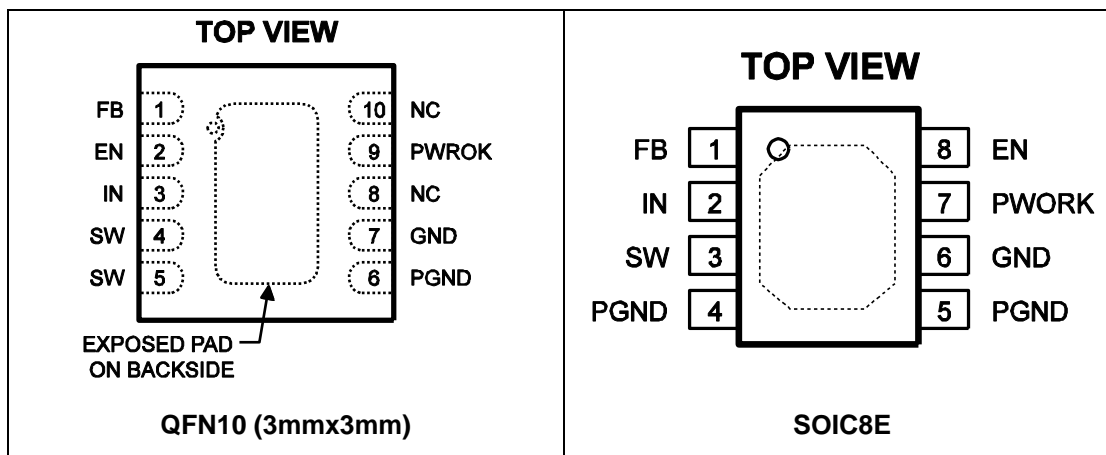 TOP VIEW
FB 1 10 NC
EN 2 9 PWROK
IN 3 8 NC
SW 4 7 GND
SW 5 6 PGND
EXPOSED PAD
ON BACKSIDE
QFN10 (3mmx3mm)
TOP VIEW
FB 1 8 EN
IN 2 7 PWORK
SW 3 6 GND
PGND 4 5 PGND
SOIC8E